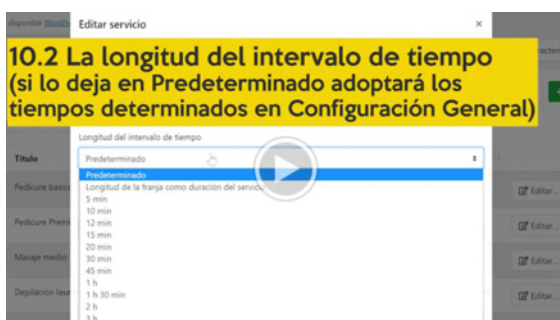 disponible WordPr
Editar servicio
×
10.2 La longitud del intervalo de tiempo
(si lo deja en Predeterminado adoptará los
tiempos determinados en Configuración General)
Longitud del intervalo de tiempo
Título
Predeterminado
Predeterminado
Longitud de la franja como duración del servicio
Pedicure basico
5 min
Editar...
10 min
12 min
Pedicure Premi
15 min
Editar...
20 min
Masaje medio
30 min
Editar...
45 min
1 h
Depilación lase
1 h 30 min
Editar...
2 h
3 h